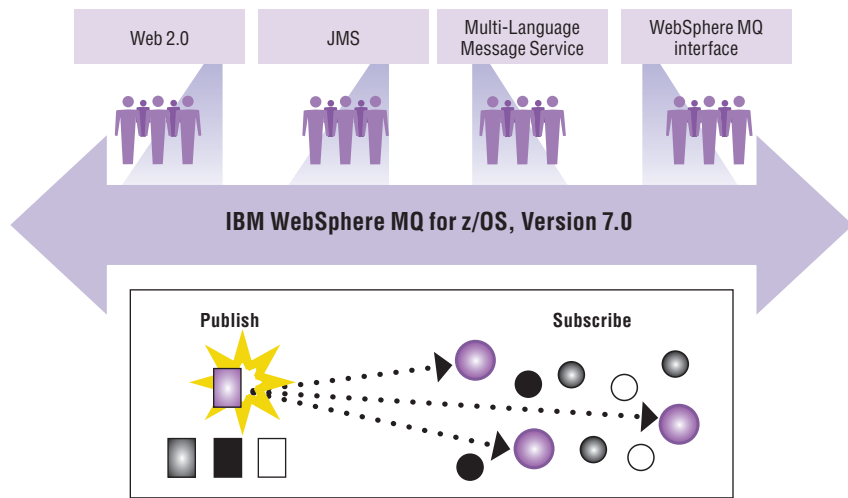 Web 2.0
JMS
Multi-Language
Message Service
WebSphere MQ
interface
IBM WebSphere MQ for z/OS, Version 7.0
Publish
Subscribe